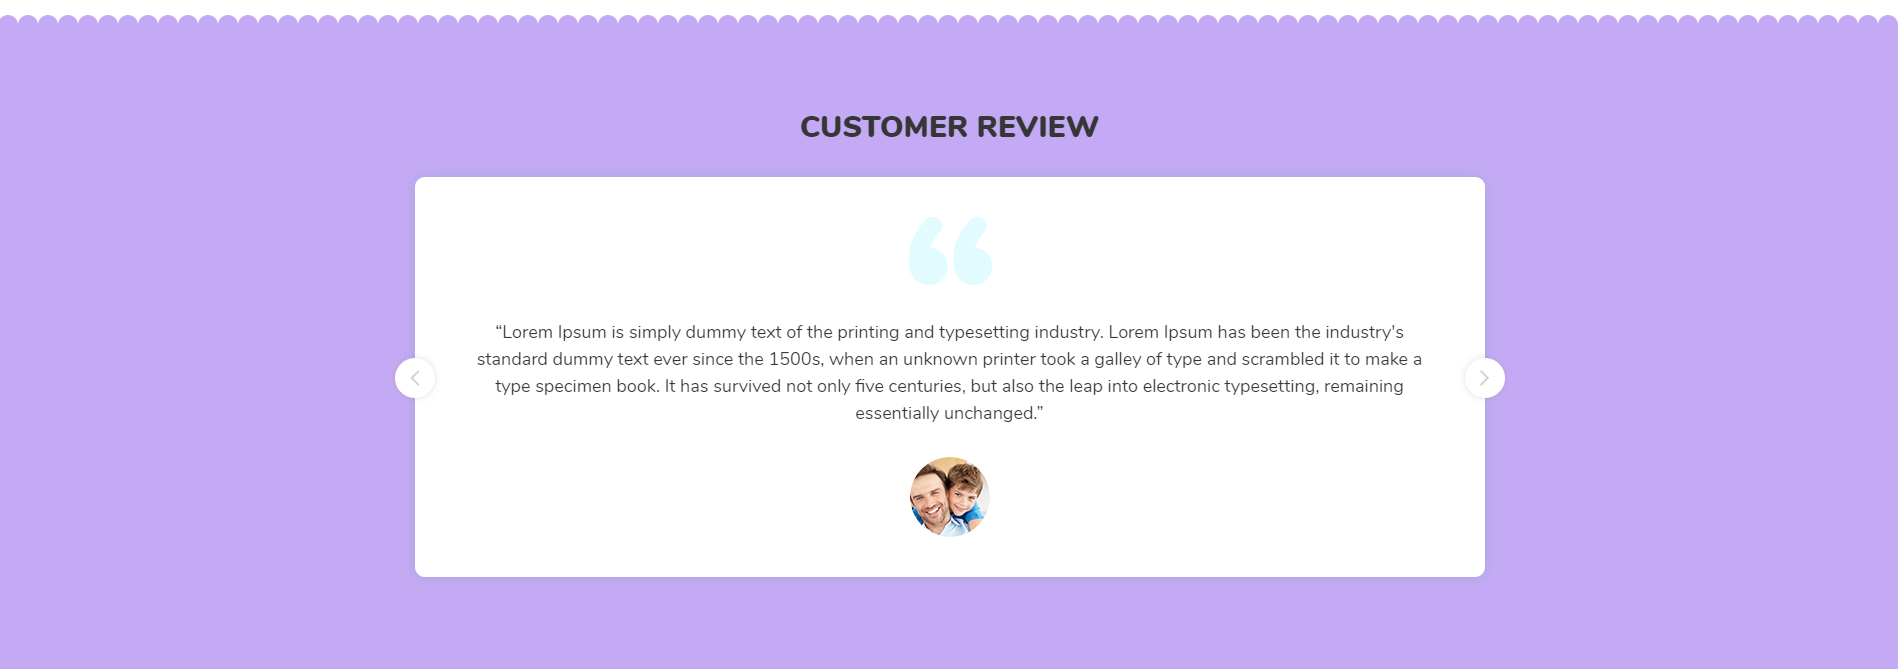 CUSTOMER REVIEW
“Lorem Ipsum is simply dummy text of the printing and typesetting industry. Lorem Ipsum has been the industry's
standard dummy text ever since the 1500s, when an unknown printer took a galley of type and scrambled it to make a
type specimen book. It has survived not only five centuries, but also the leap into electronic typesetting, remaining
essentially unchanged.”